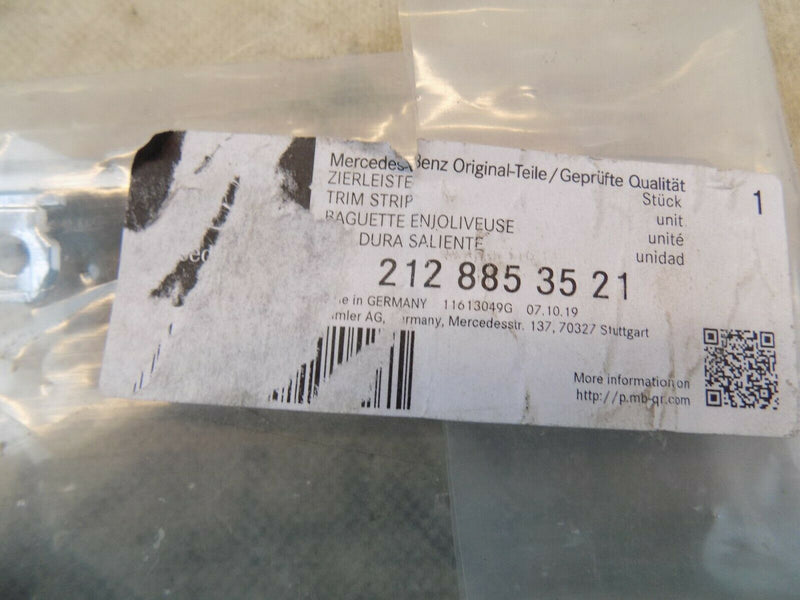 Mercedes-Benz Original-Teile/Geprüfte Qualität
ZIERLEISTE Stück 1
TRIM STRIP unit
BAGUETTE ENJOLIVEUSE unité
DURA SALIENTE unidad
212 885 35 21
in GERMANY 11613049G 07.10.19
AG, Mercedesstr. 137, 70327 Stuttgart
More information on
http://p.mb-qr.com